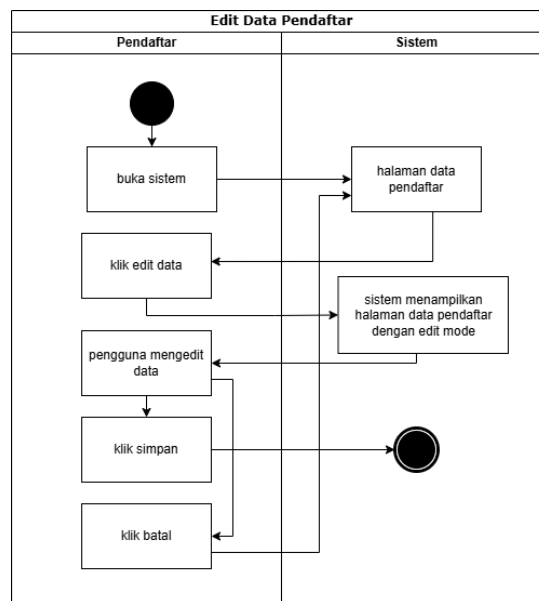 Edit Data Pendaftar
Pendaftar
Sistem
buka sistem
halaman data
pendaftar
klik edit data
sistem menampilkan
halaman data pendaftar
dengan edit mode
pengguna mengedit
data
klik simpan
klik batal